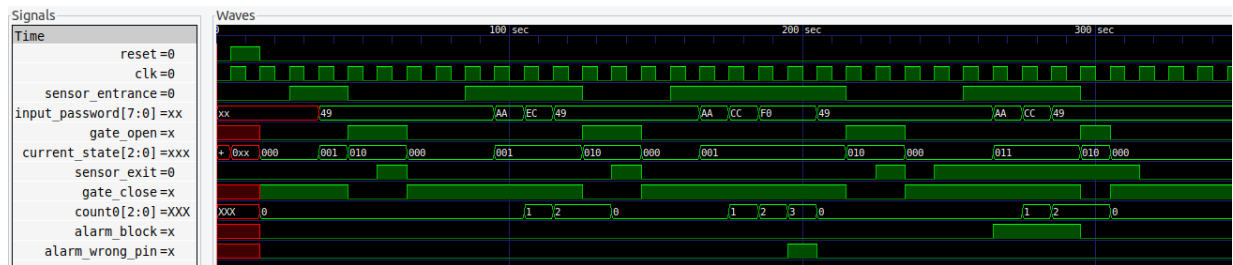 Signals Waves
Time 0 100 sec 200 sec 300 sec
reset=0
clk=0
sensor_entrance=0
input_password[7:0]=xx xx 49 AA EC 49 AA CC F0 49 AA CC 49
gate_open=x
current_state[2:0]=xxx + 0xx 000 001 010 000 001 010 000 001 010 000 011 010 000
sensor_exit=0
gate_close=x
count0[2:0]=XXX XXX 0 1 2 0 1 2 3 0 1 2 0
alarm_block=x
alarm_wrong_pin=x